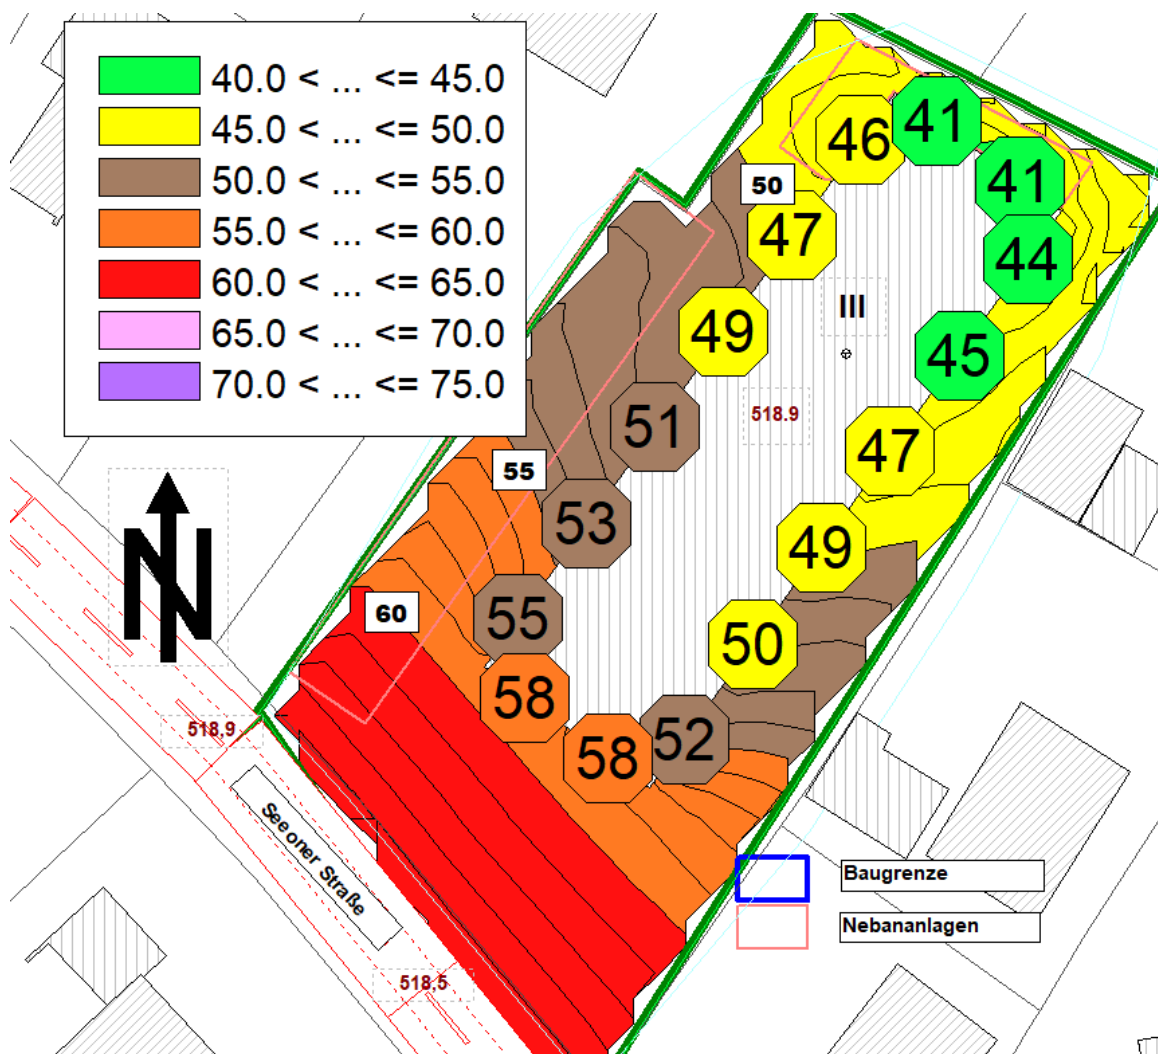 40.0 < ... <= 45.0
45.0 < ... <= 50.0
50.0 < ... <= 55.0
55.0 < ... <= 60.0
60.0 < ... <= 65.0
65.0 < ... <= 70.0
70.0 < ... <= 75.0
46
41
41
50
47
44
III
49
45
518.9
51
47
55
53
49
60
55
50
58
518,9
52
58
Seeoner Straße
Baugrenze
Nebananlagen
518,5
N